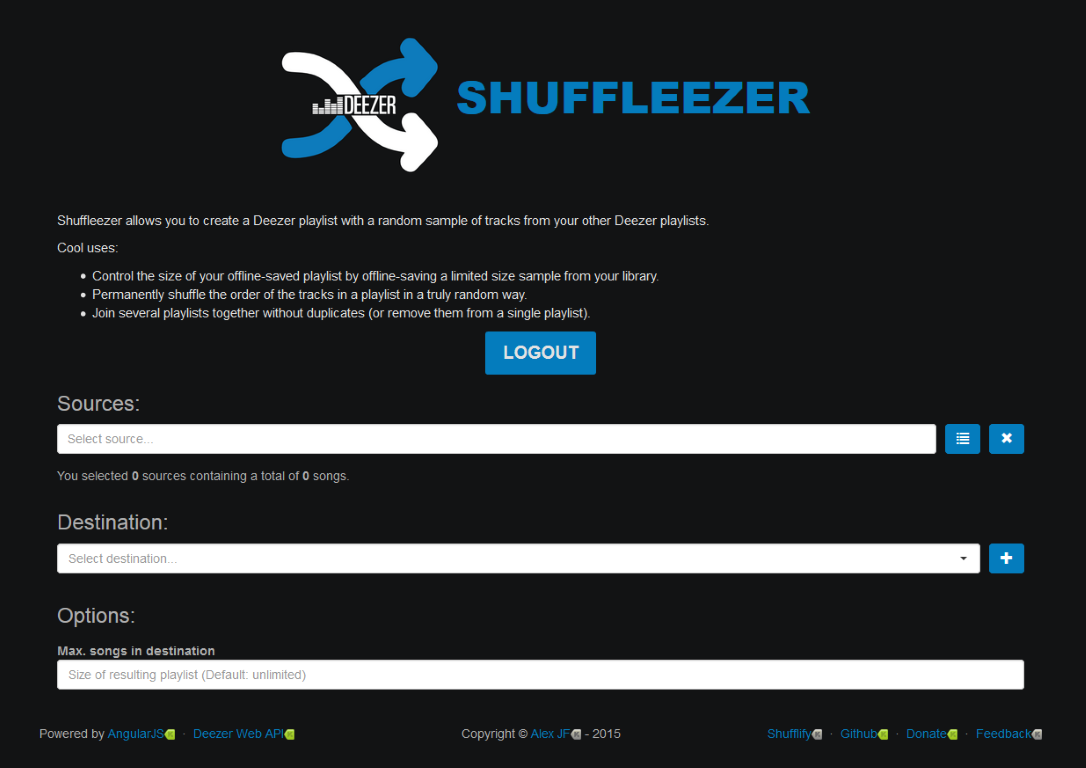 DEEZER
SHUFFLEEZER
Shuffleezer allows you to create a Deezer playlist with a random sample of tracks from your other Deezer playlists.
Cool uses:
• Control the size of your offline-saved playlist by offline-saving a limited size sample from your library.
• Permanently shuffle the order of the tracks in a playlist in a truly random way.
• Join several playlists together without duplicates (or remove them from a single playlist).
LOGOUT
Sources:
Select source...
You selected 0 sources containing a total of 0 songs.
Destination:
Select destination...
Options:
Max. songs in destination
Size of resulting playlist (Default: unlimited)
Powered by AngularJS · Deezer Web API Copyright © Alex JF - 2015 Shufflify · Github · Donate · Feedback